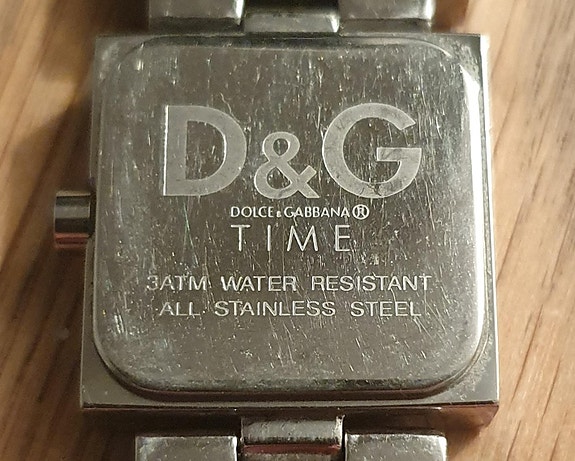 D&G
DOLCE & GABBANA®
TIME
3ATM WATER RESISTANT
ALL STAINLESS STEEL